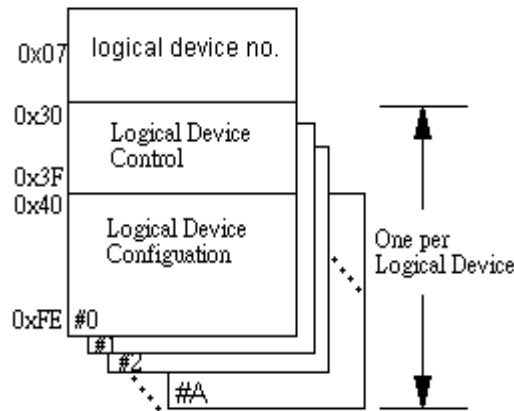 0x07
logical device no.
0x30
Logical Device
Control
0x3F
0x40
Logical Device
Configuation
One per
Logical Device
0xFE
#0
#1
#2
#A